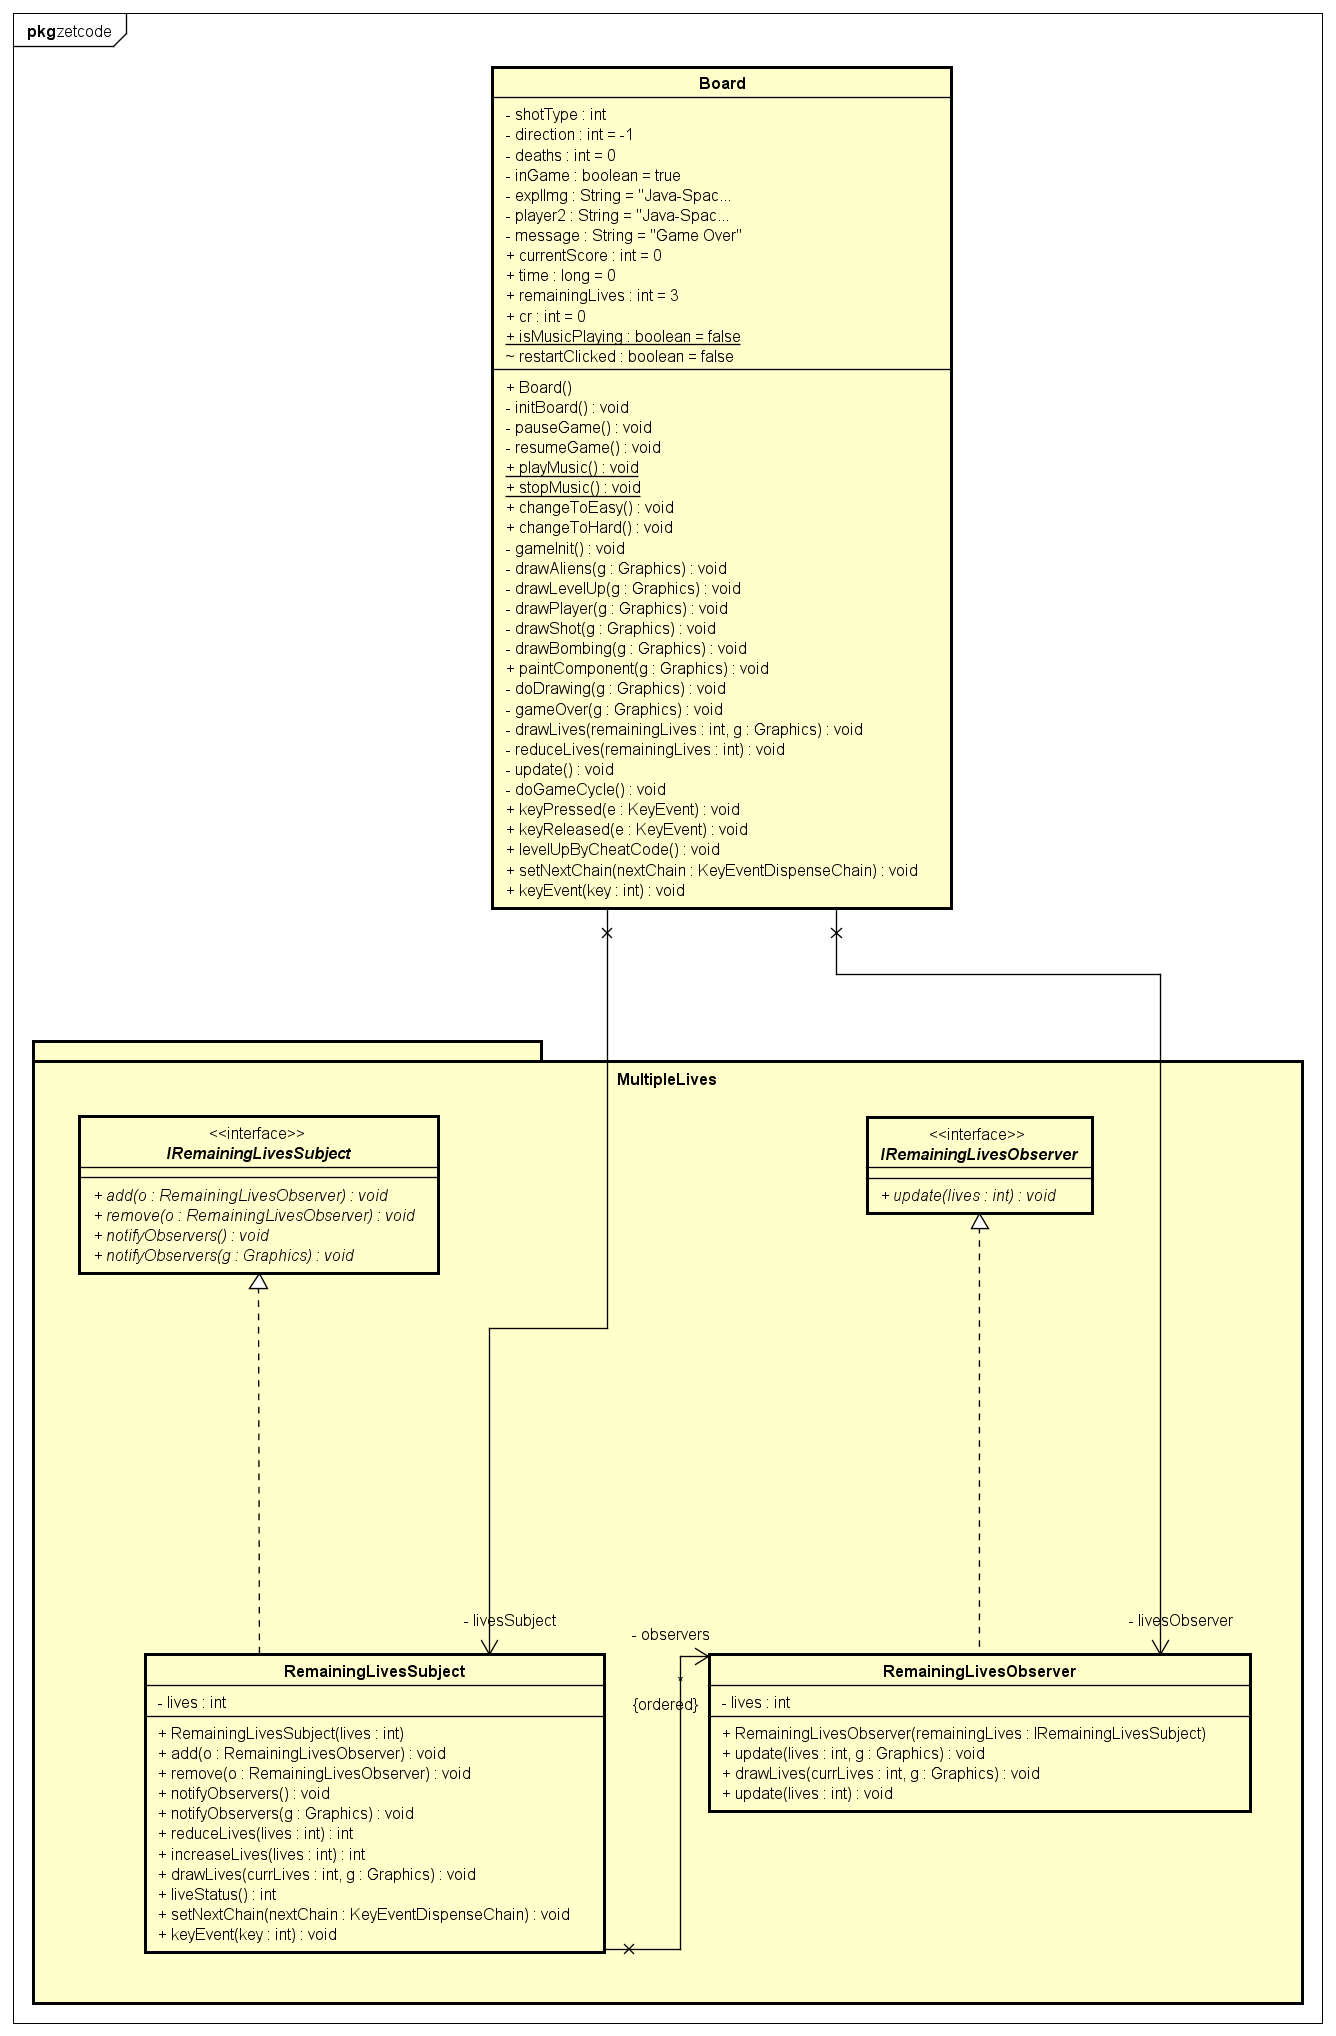 pkgzetcode
Board
- shotType : int
- direction : int = -1
- deaths : int = 0
- inGame : boolean = true
- explImg : String = "Java-Spac...
- player2 : String = "Java-Spac...
- message : String = "Game Over"
+ currentScore : int = 0
+ time : long = 0
+ remainingLives : int = 3
+ cr : int = 0
+ isMusicPlaying : boolean = false
~ restartClicked : boolean = false
+ Board()
- initBoard() : void
- pauseGame() : void
- resumeGame() : void
+ playMusic() : void
+ stopMusic() : void
+ changeToEasy() : void
+ changeToHard() : void
- gameInit() : void
- drawAliens(g : Graphics) : void
- drawLevelUp(g : Graphics) : void
- drawPlayer(g : Graphics) : void
- drawShot(g : Graphics) : void
- drawBombing(g : Graphics) : void
+ paintComponent(g : Graphics) : void
- doDrawing(g : Graphics) : void
- gameOver(g : Graphics) : void
- drawLives(remainingLives : int, g : Graphics) : void
- reduceLives(remainingLives : int) : void
- update() : void
- doGameCycle() : void
+ keyPressed(e : KeyEvent) : void
+ keyReleased(e : KeyEvent) : void
+ levelUpByCheatCode() : void
+ setNextChain(nextChain : KeyEventDispenseChain) : void
+ keyEvent(key : int) : void
MultipleLives
<<interface>>
IRemainingLivesSubject
+ add(o : RemainingLivesObserver) : void
+ remove(o : RemainingLivesObserver) : void
+ notifyObservers() : void
+ notifyObservers(g : Graphics) : void
<<interface>>
IRemainingLivesObserver
+ update(lives : int) : void
- livesSubject
- observers
- livesObserver
*
{ordered}
RemainingLivesSubject
- lives : int
+ RemainingLivesSubject(lives : int)
+ add(o : RemainingLivesObserver) : void
+ remove(o : RemainingLivesObserver) : void
+ notifyObservers() : void
+ notifyObservers(g : Graphics) : void
+ reduceLives(lives : int) : int
+ increaseLives(lives : int) : int
+ drawLives(currLives : int, g : Graphics) : void
+ liveStatus() : int
+ setNextChain(nextChain : KeyEventDispenseChain) : void
+ keyEvent(key : int) : void
RemainingLivesObserver
- lives : int
+ RemainingLivesObserver(remainingLives : IRemainingLivesSubject)
+ update(lives : int, g : Graphics) : void
+ drawLives(currLives : int, g : Graphics) : void
+ update(lives : int) : void